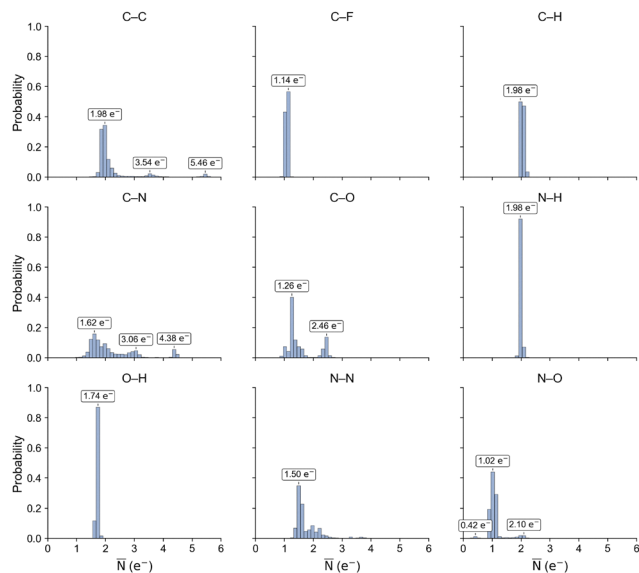 C–C
C–F
C–H
1.0
0.8
0.6
0.4
0.2
0.0
Probability
1.98 e⁻
3.54 e⁻
5.46 e⁻
1.14 e⁻
1.98 e⁻
C–N
C–O
N–H
1.0
0.8
0.6
0.4
0.2
0.0
Probability
1.62 e⁻
3.06 e⁻
4.38 e⁻
1.26 e⁻
2.46 e⁻
1.98 e⁻
O–H
N–N
N–O
1.0
0.8
0.6
0.4
0.2
0.0
Probability
1.74 e⁻
1.50 e⁻
0.42 e⁻
1.02 e⁻
2.10 e⁻
0 1 2 3 4 5 6
0 1 2 3 4 5 6
0 1 2 3 4 5 6
N̅ (e⁻)
N̅ (e⁻)
N̅ (e⁻)